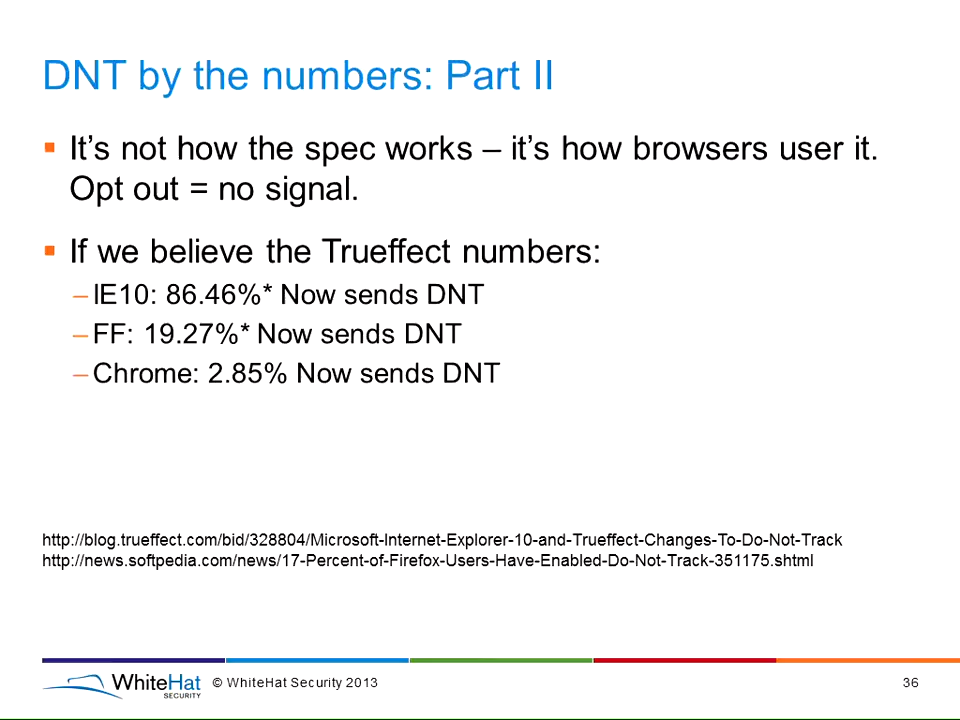 DNT by the numbers: Part II
It’s not how the spec works – it’s how browsers user it.
Opt out = no signal.
If we believe the Trueffect numbers:
– IE10: 86.46%* Now sends DNT
– FF: 19.27%* Now sends DNT
– Chrome: 2.85% Now sends DNT
http://blog.trueffect.com/bid/328804/Microsoft-Internet-Explorer-10-and-Trueffect-Changes-To-Do-Not-Track
http://news.softpedia.com/news/17-Percent-of-Firefox-Users-Have-Enabled-Do-Not-Track-351175.shtml
WhiteHat SECURITY © WhiteHat Security 2013 36